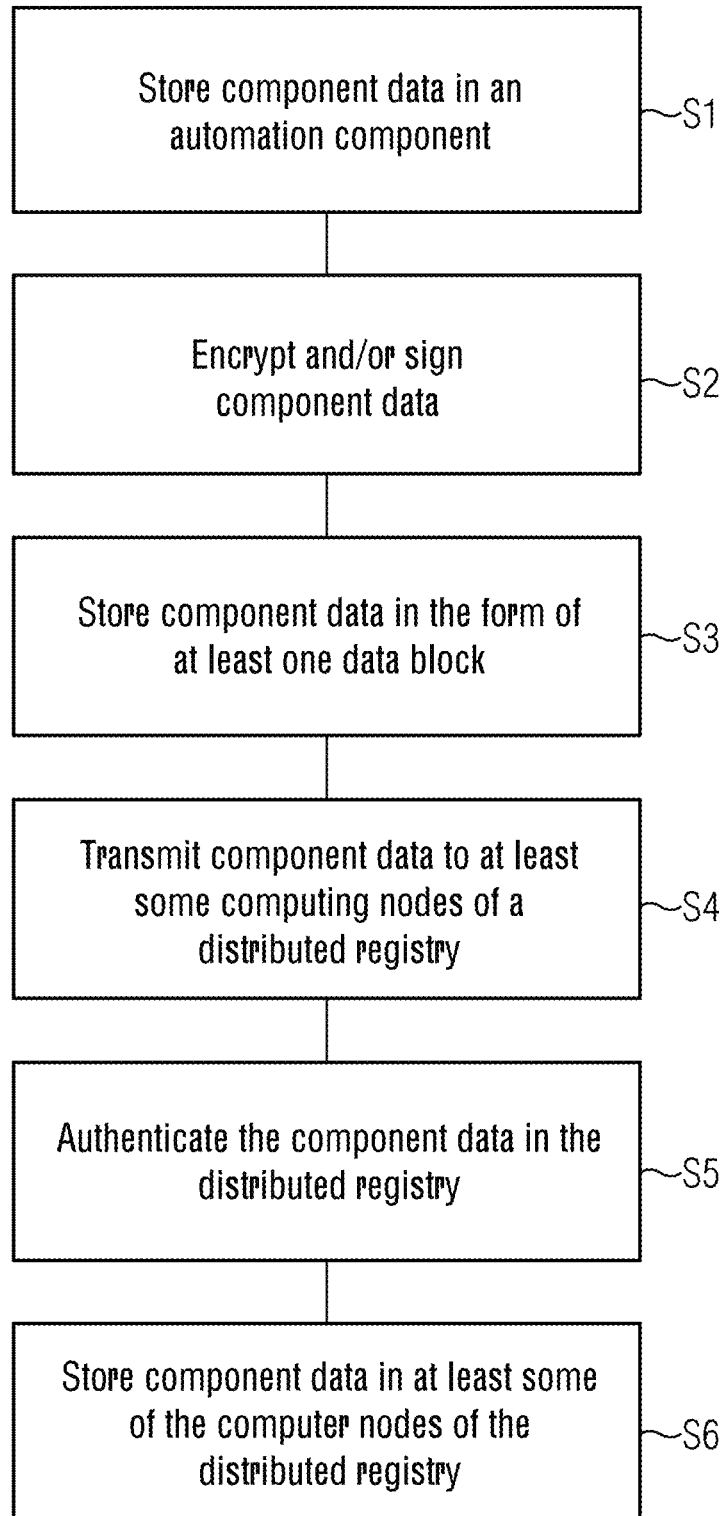 Store component data in an
automation component
S1
Encrypt and/or sign
component data
S2
Store component data in the form of
at least one data block
S3
Transmit component data to at least
some computing nodes of a
distributed registry
S4
Authenticate the component data in the
distributed registry
S5
Store component data in at least some
of the computer nodes of the
distributed registry
S6